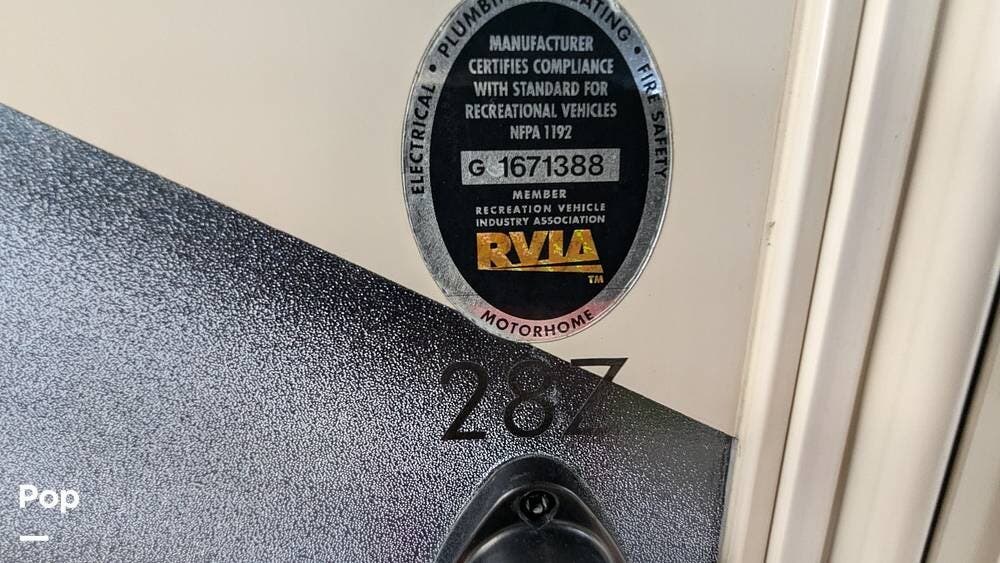 ELECTRICAL • PLUMBING • HEATING • FIRE SAFETY
MANUFACTURER
CERTIFIES COMPLIANCE
WITH STANDARD FOR
RECREATIONAL VEHICLES
NFPA 1192
G 1671388
MEMBER
RECREATION VEHICLE
INDUSTRY ASSOCIATION
RVIA
TM
MOTORHOME
28Z
Pop